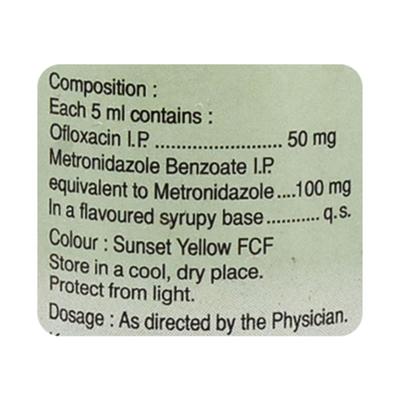 Composition :
Each 5 ml contains :
Ofloxacin I.P. ........................ 50 mg
Metronidazole Benzoate I.P.
equivalent to Metronidazole ....100 mg
In a flavoured syrupy base ........... q.s.
Colour : Sunset Yellow FCF
Store in a cool, dry place.
Protect from light.
Dosage : As directed by the Physician.